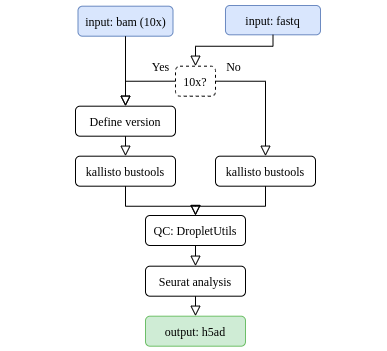 input: bam (10x)
input: fastq
Yes
10x?
No
Define version
kallisto bustools
kallisto bustools
QC: DropletUtils
Seurat analysis
output: h5ad